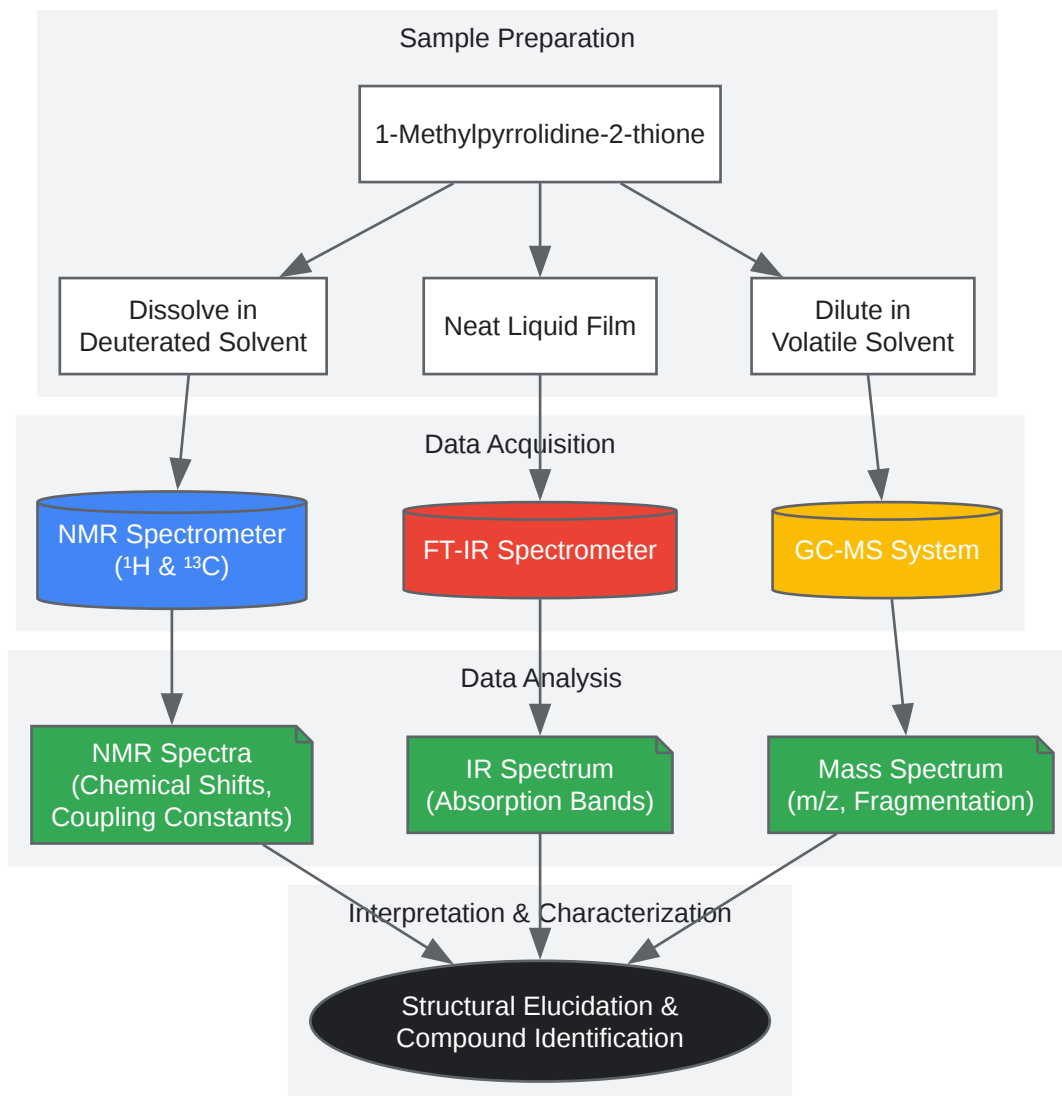 Sample Preparation
1-Methylpyrrolidine-2-thione
Dissolve in
Deuterated Solvent
Neat Liquid Film
Dilute in
Volatile Solvent
Data Acquisition
NMR Spectrometer
(¹H & ¹³C)
FT-IR Spectrometer
GC-MS System
Data Analysis
NMR Spectra
(Chemical Shifts,
Coupling Constants)
IR Spectrum
(Absorption Bands)
Mass Spectrum
(m/z, Fragmentation)
Interpretation & Characterization
Structural Elucidation &
Compound Identification